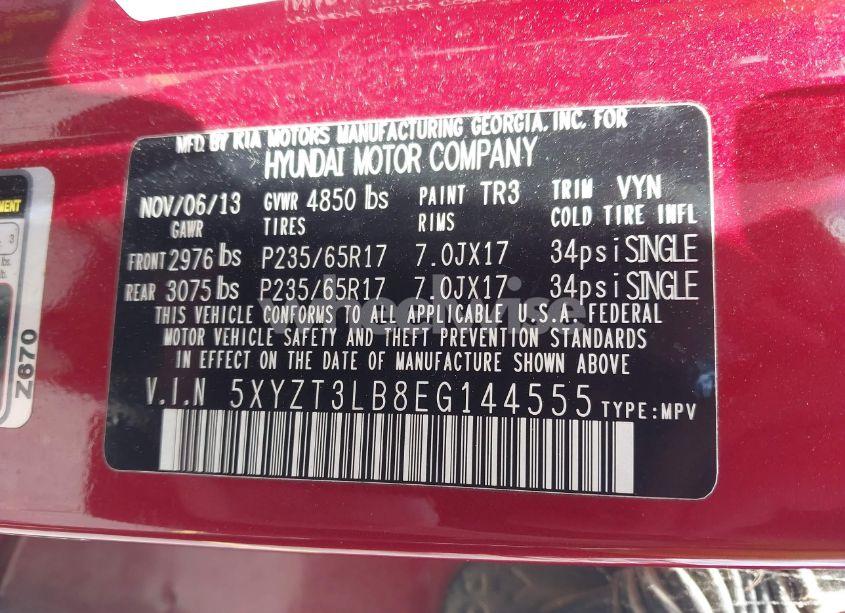 HYUNDAI MOTOR COMPANY
MFD. BY KIA MOTORS MANUFACTURING GEORGIA, INC. FOR
HYUNDAI MOTOR COMPANY
NOV/06/13 GVWR 4850 lbs PAINT TR3 TRIM VYN
GAWR TIRES RIMS COLD TIRE INFL
FRONT 2976 lbs P235/65R17 7.0JX17 34psi SINGLE
REAR 3075 lbs P235/65R17 7.0JX17 34psi SINGLE
THIS VEHICLE CONFORMS TO ALL APPLICABLE U.S.A. FEDERAL
MOTOR VEHICLE SAFETY AND THEFT PREVENTION STANDARDS
IN EFFECT ON THE DATE OF MANUFACTURE SHOWN ABOVE
V.I.N 5XYZT3LB8EG144555 TYPE:MPV
Z670